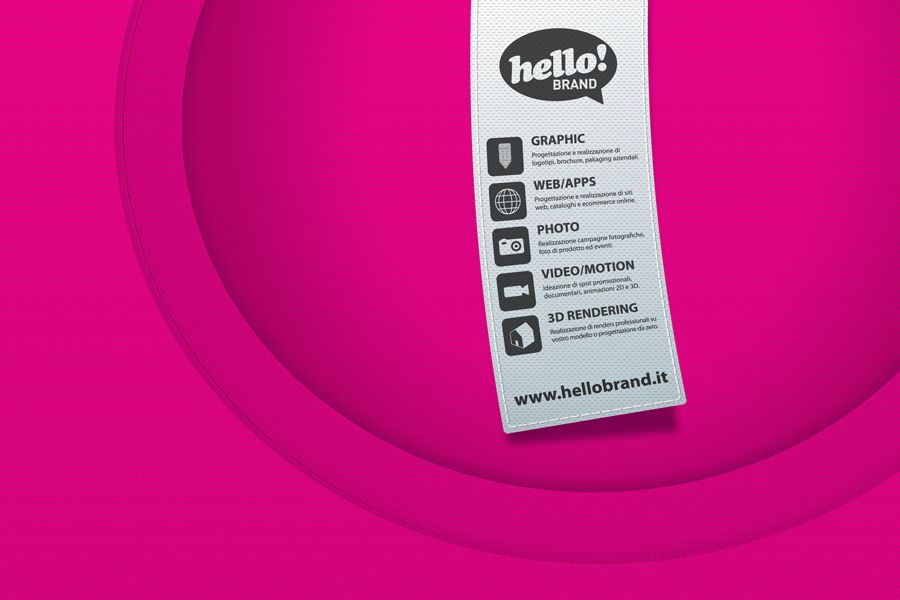 hello!
BRAND
GRAPHIC
Progettazione e realizzazione di
logotipi, brochure, pakaging aziendali.
WEB/APPS
Progettazione e realizzazione di siti
web, cataloghi e ecommerce online.
PHOTO
Realizzazione campagne fotografiche,
foto di prodotto ed eventi
VIDEO/MOTION
Ideazione di spot promozionali,
documentari, animazioni 2D e 3D.
3D RENDERING
Realizzazione di renders professionali su
vostro modello o progettazione da zero.
www.hellobrand.it